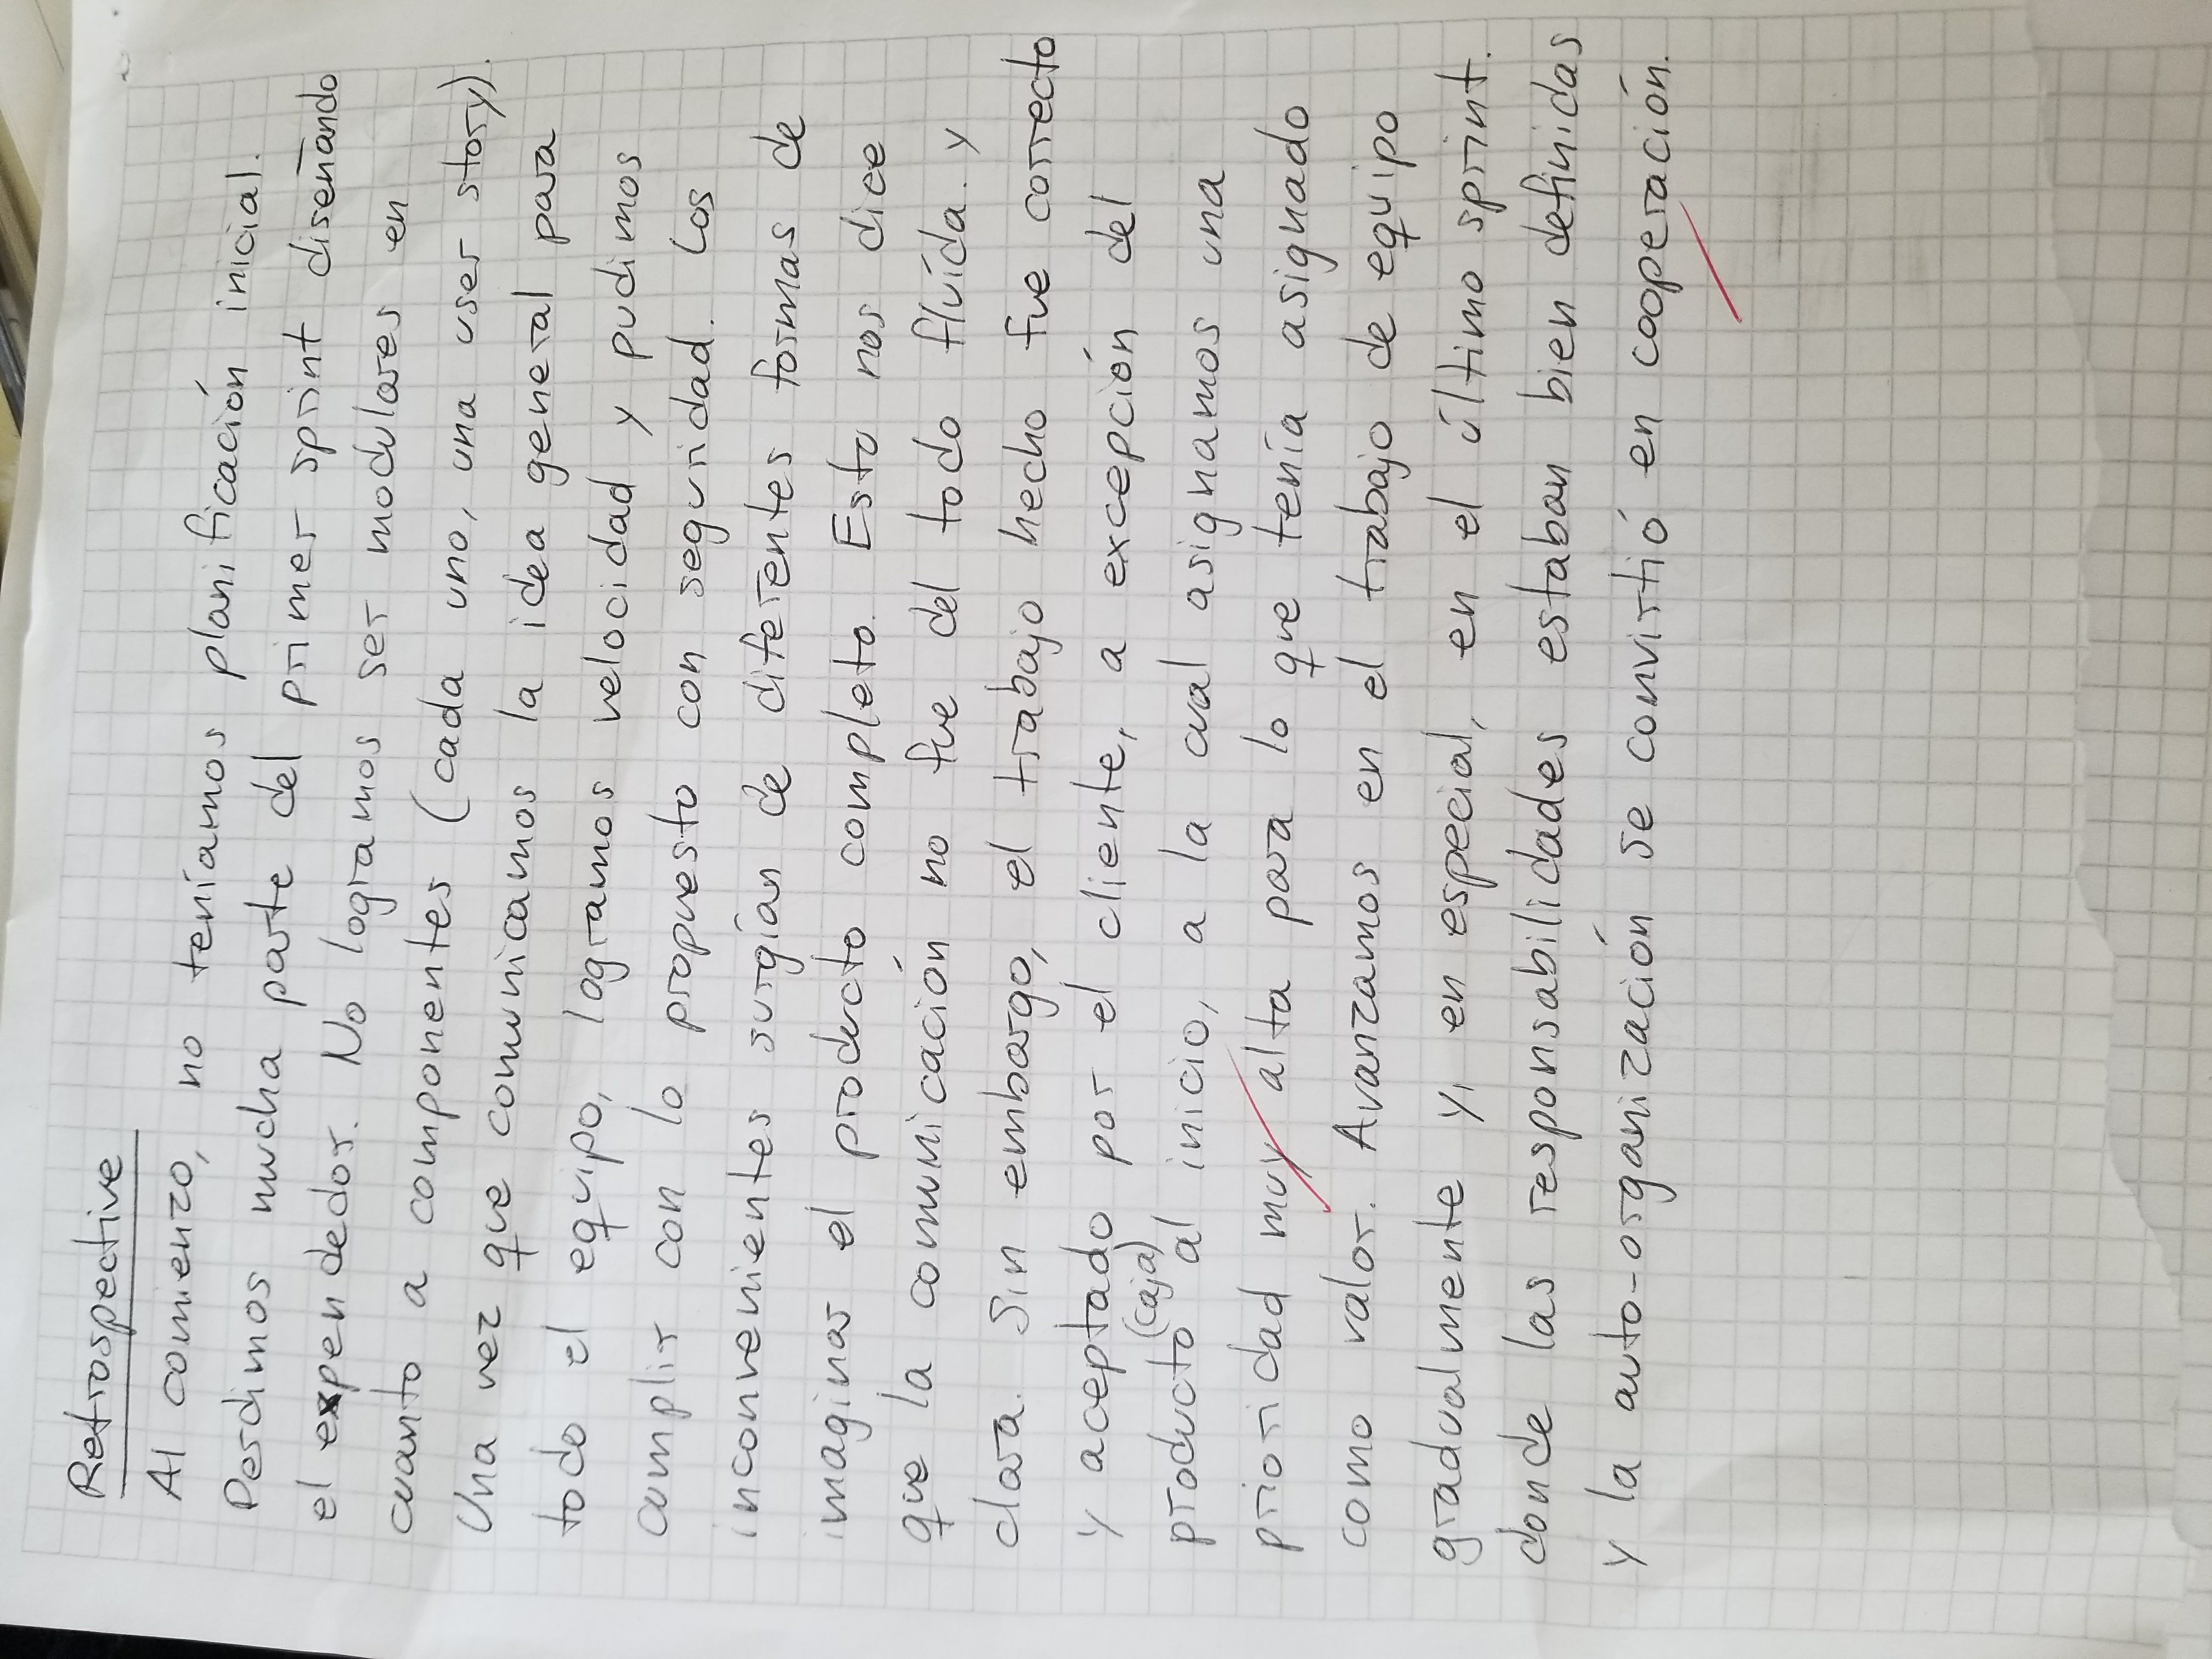 Retrospective
Al comienzo, no teníamos planificación inicial.
Perdimos mucha parte del primer sprint diseñando
el expendedor. No logramos ser modulares en
cuanto a componentes (cada uno, una user story).
Una vez que comunicamos la idea general para
todo el equipo, logramos velocidad y pudimos
cumplir con lo propuesto con seguridad. Los
inconvenientes surgían de diferentes formas de
imaginar el producto completo. Esto nos dice
que la comunicación no fue del todo fluída. y
clara. Sin embargo, el trabajo hecho fue correcto
y aceptado por el cliente, a excepción del
producto (caja) al inicio, a la cual asignamos una
prioridad muy alta para lo que tenía asignado
como valor. Avanzamos en el trabajo de equipo
gradualmente y, en especial, en el último sprint.
donde las responsabilidades estaban bien definidas
y la auto-organización se convirtió en cooperación.